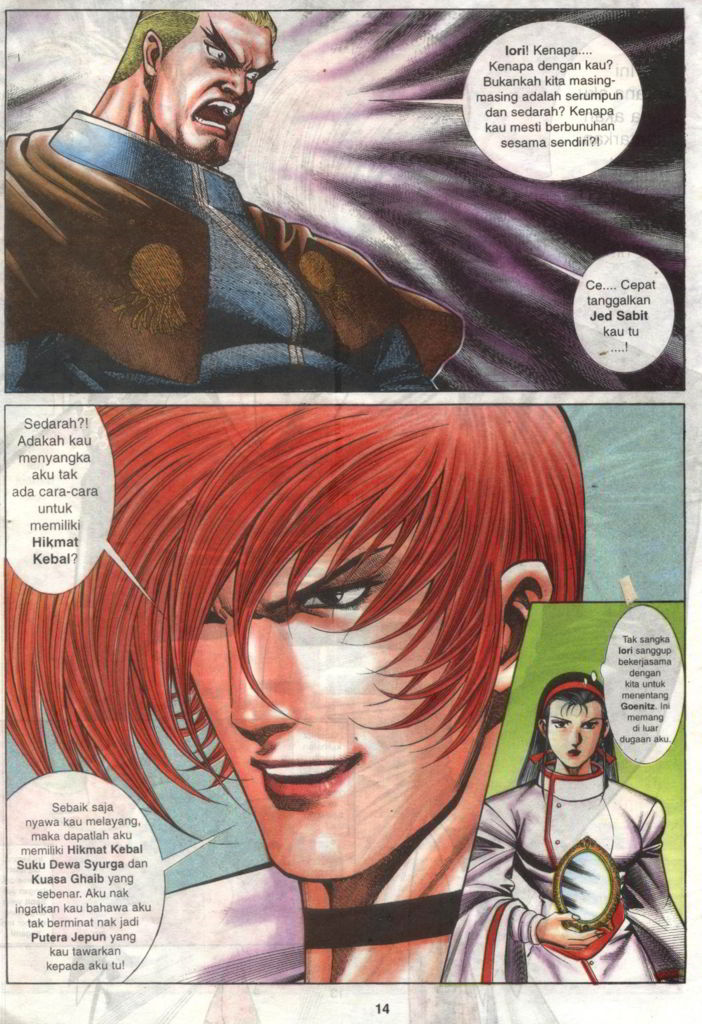 Iori! Kenapa....
Kenapa dengan kau?
Bukankah kita masing-
masing adalah serumpun
dan sedarah? Kenapa
kau mesti berbunuhan
sesama sendiri?!
Ce.... Cepat
tanggalkan
Jed Sabit
kau tu
....!
Sedarah?!
Adakah kau
menyangka
aku tak
ada cara-cara
untuk
memiliki
Hikmat
Kebal?
Tak sangka
Iori sanggup
bekerjasama
dengan
kita untuk
menentang
Goenitz. Ini
memang
di luar
dugaan aku.
Sebaik saja
nyawa kau melayang,
maka dapatlah aku
memiliki Hikmat Kebal
Suku Dewa Syurga dan
Kuasa Ghaib yang
sebenar. Aku nak
ingatkan kau bahawa aku
tak berminat nak jadi
Putera Jepun yang
kau tawarkan
kepada aku tu!
14